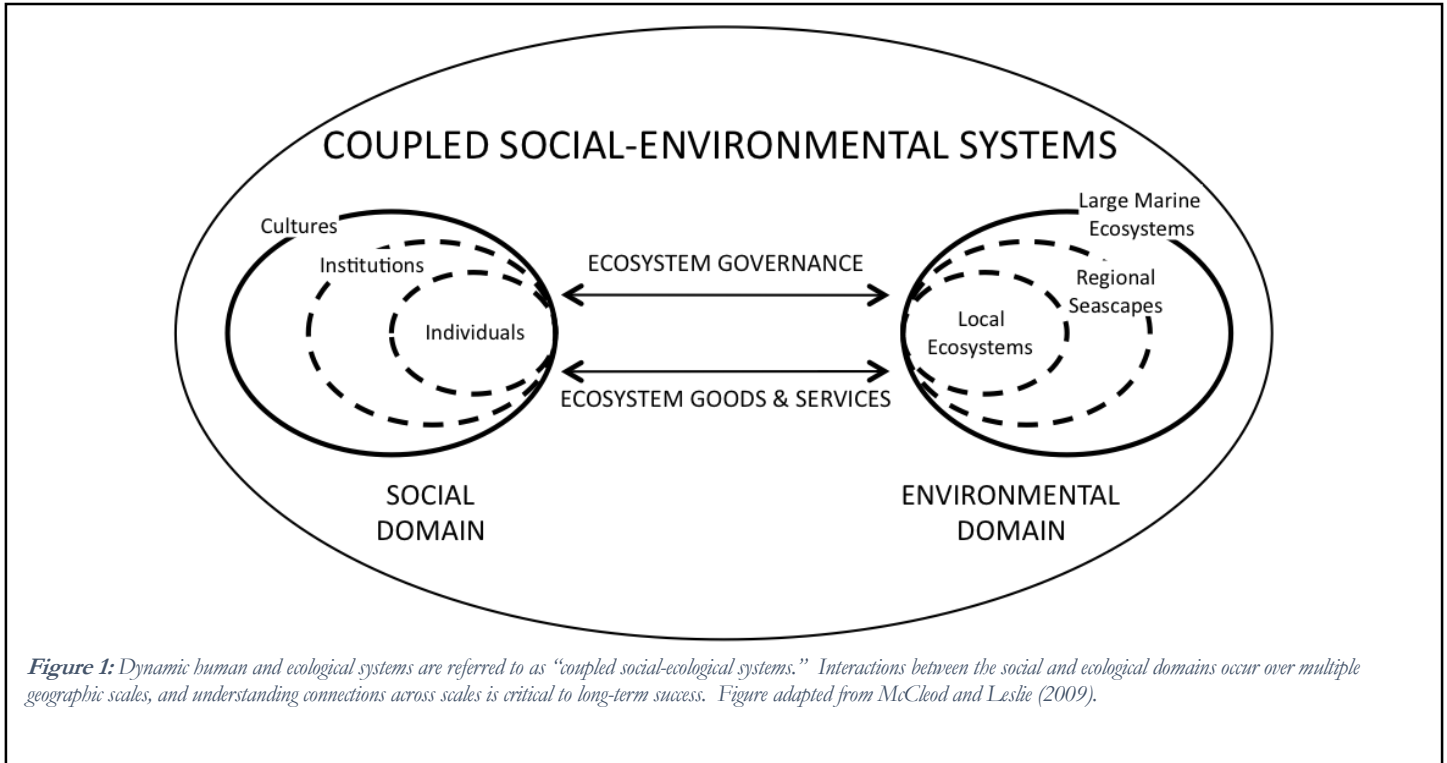 COUPLED SOCIAL-ENVIRONMENTAL SYSTEMS
Cultures
Institutions
Individuals
ECOSYSTEM GOVERNANCE
ECOSYSTEM GOODS & SERVICES
Large Marine
Ecosystems
Regional
Seascapes
Local
Ecosystems
SOCIAL
DOMAIN
ENVIRONMENTAL
DOMAIN
Figure 1: Dynamic human and ecological systems are referred to as “coupled social-ecological systems.” Interactions between the social and ecological domains occur over multiple
geographic scales, and understanding connections across scales is critical to long-term success. Figure adapted from McCleod and Leslie (2009).